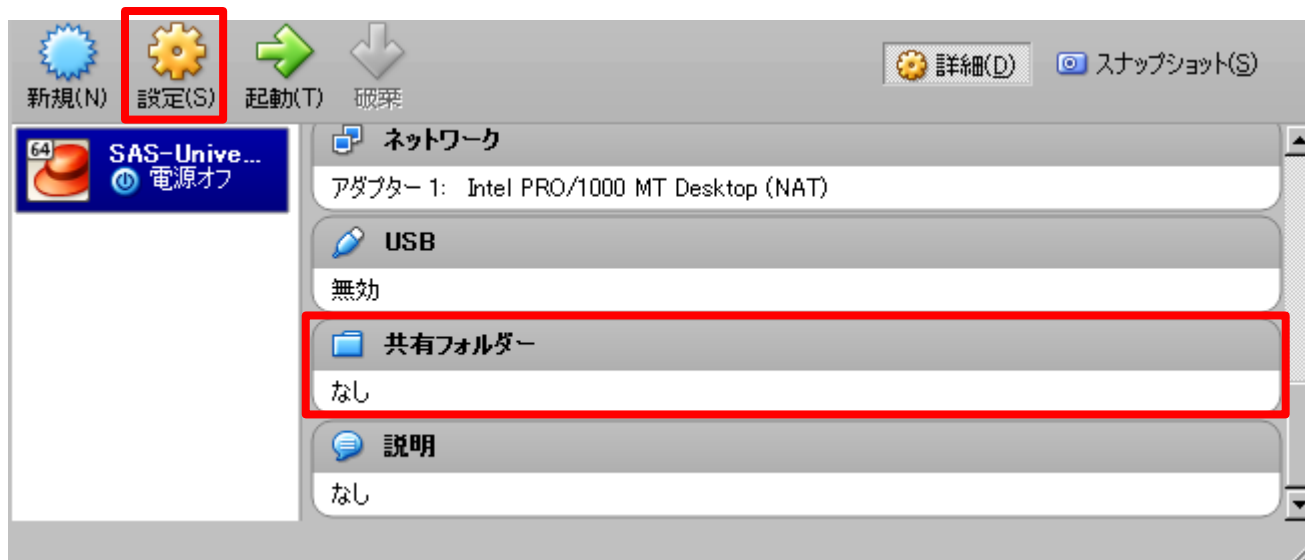 新規(N) 設定(S) 起動(T) 破棄 詳細(D) スナップショット(S)
64 SAS-Unive...
電源オフ
ネットワーク
アダプター 1: Intel PRO/1000 MT Desktop (NAT)
USB
無効
共有フォルダー
なし
説明
なし